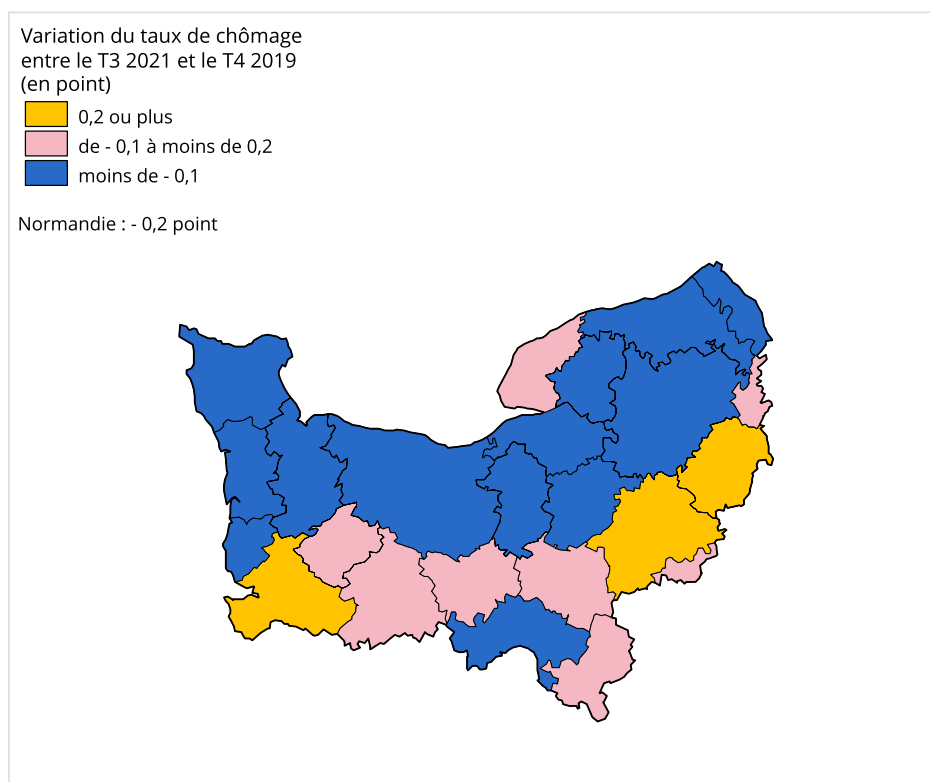 Variation du taux de chômage
entre le T3 2021 et le T4 2019
(en point)
0,2 ou plus
de - 0,1 à moins de 0,2
moins de - 0,1
Normandie : - 0,2 point